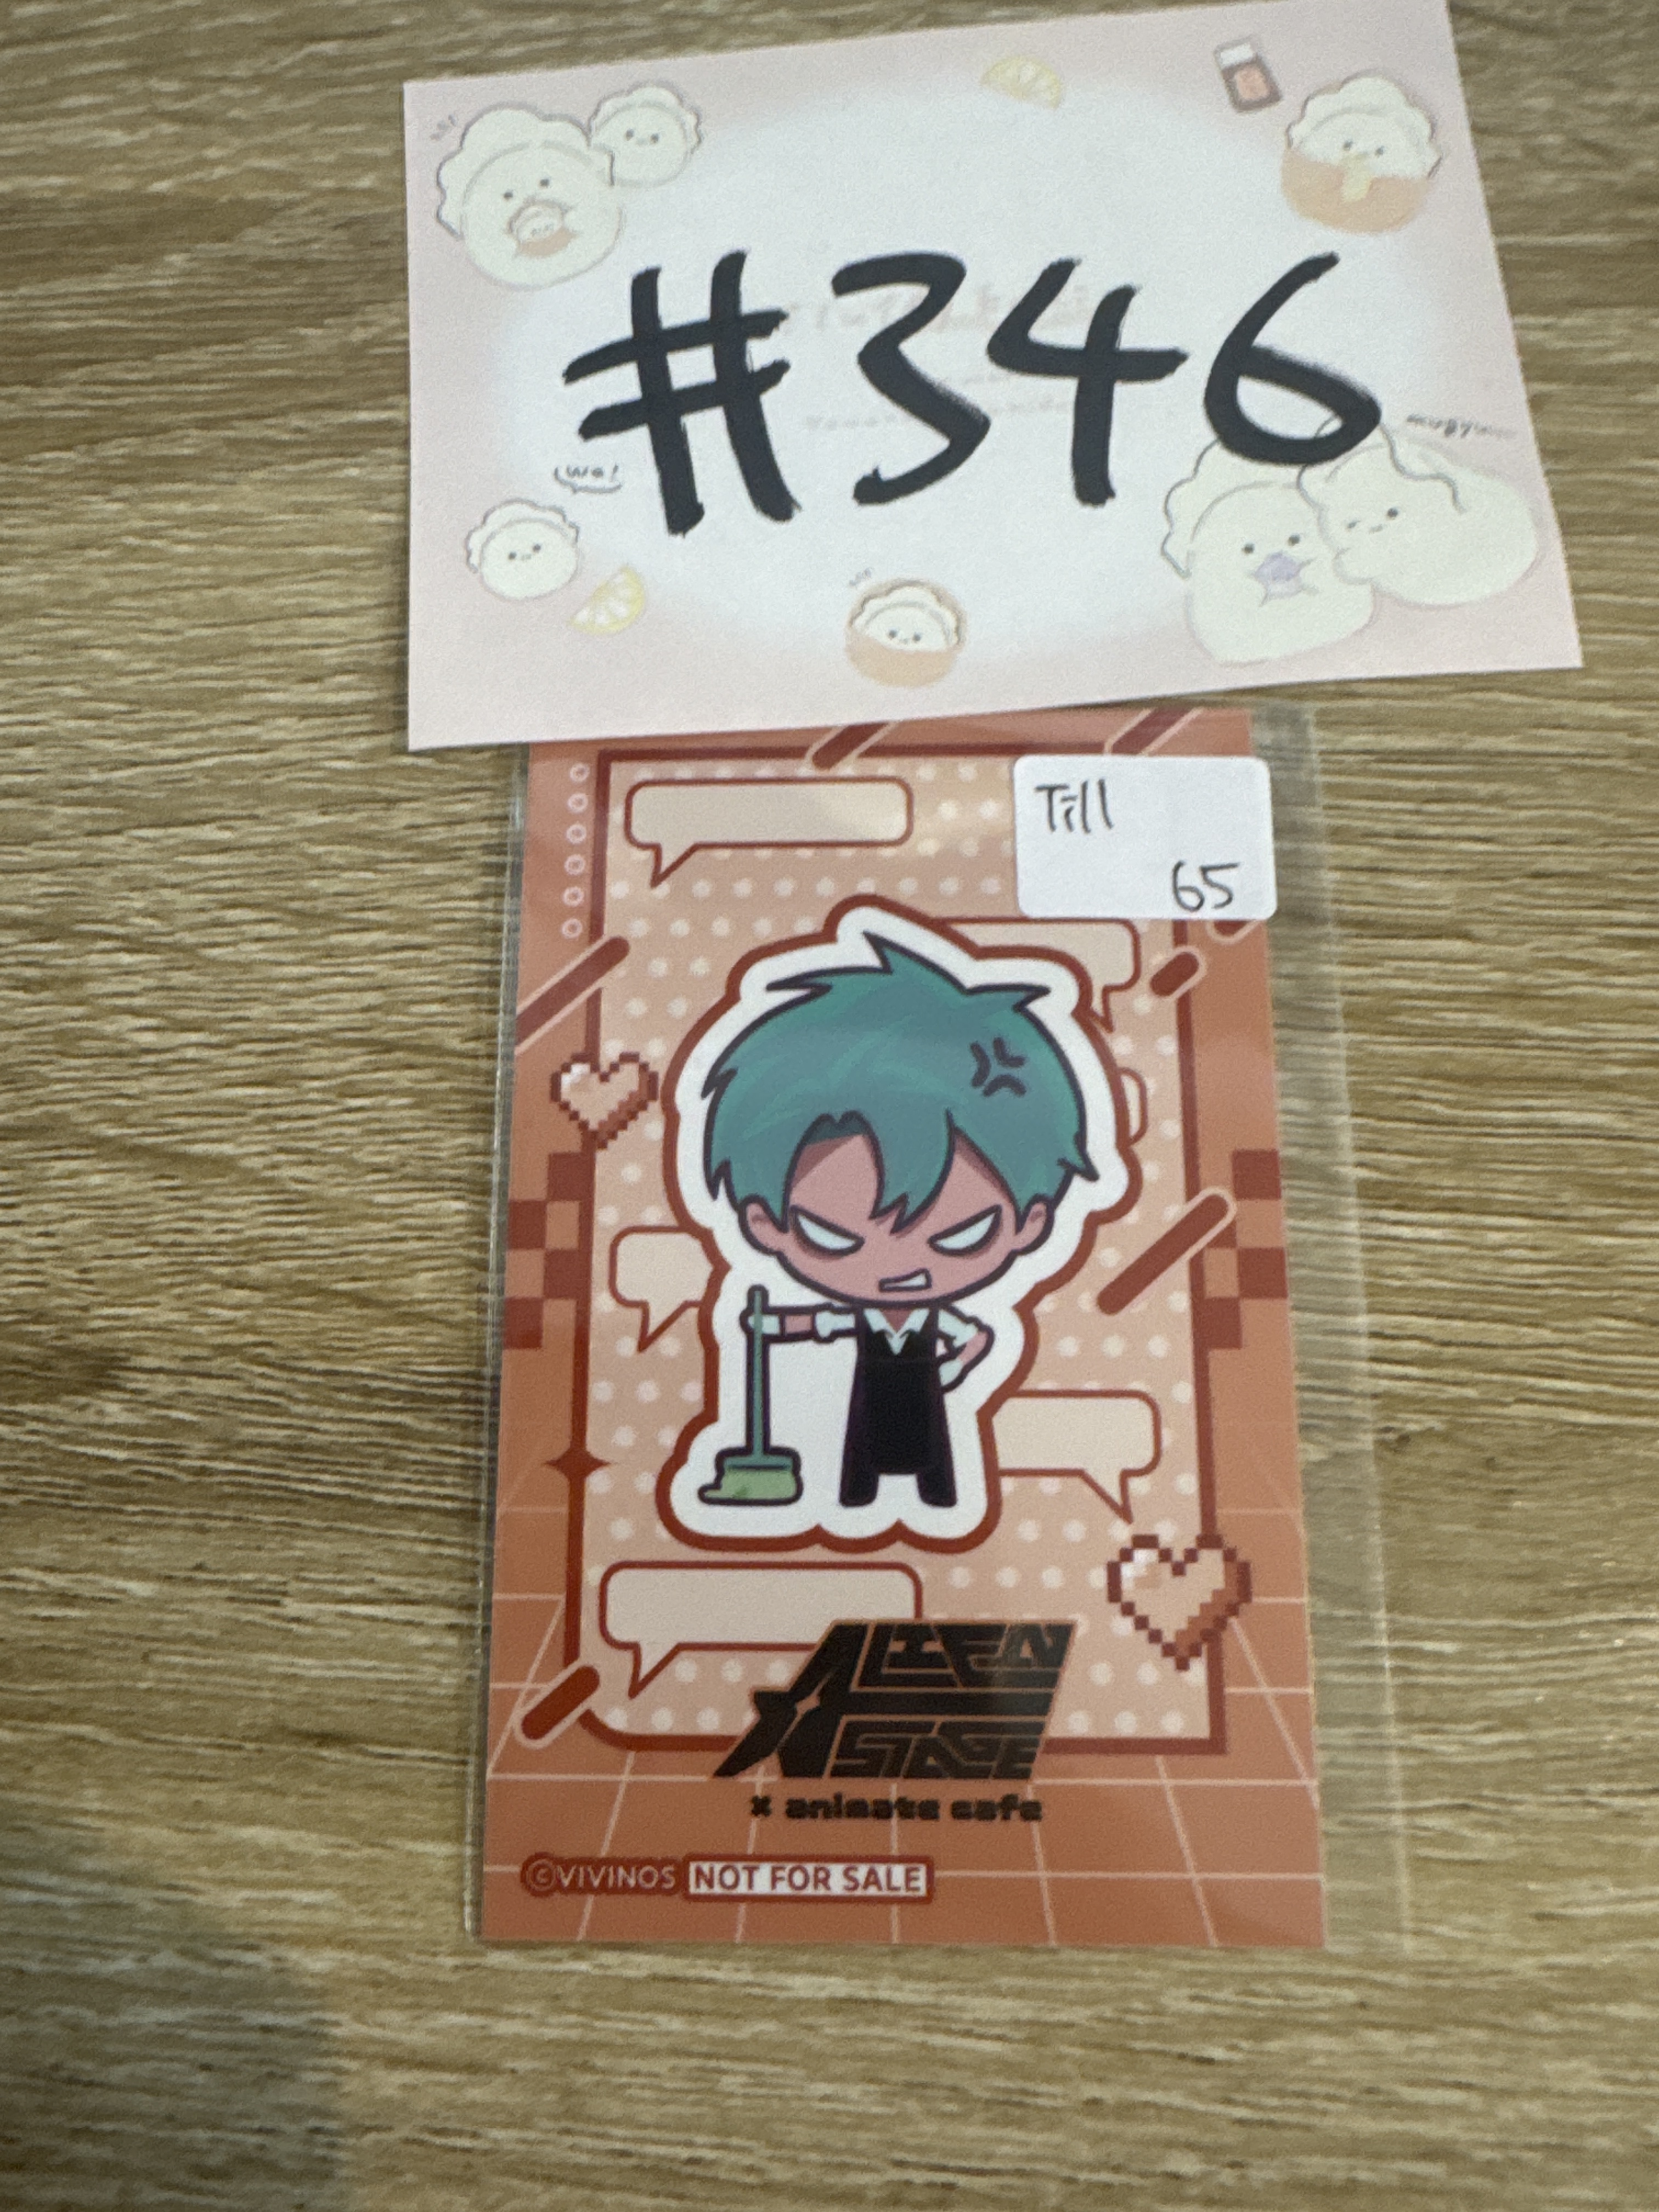 #346
(Wa!
Till
65
ALIEN
STAGE
× animate cafe
©VIVINOS NOT FOR SALE